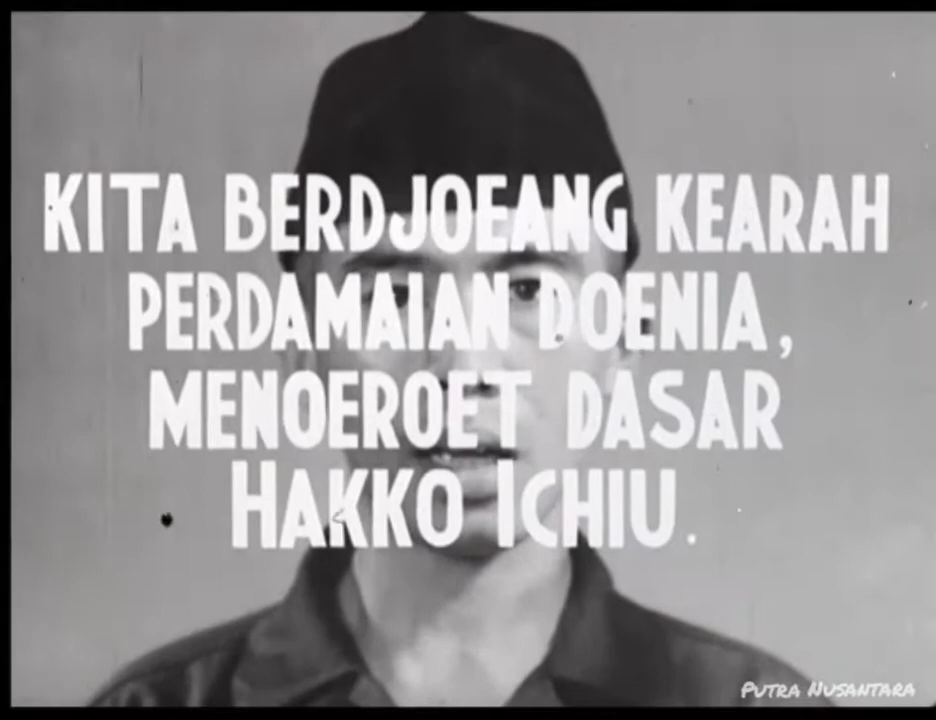 KITA BERDJOEANG KEARAH
PERDAMAIAN DOENIA,
MENOEROET DASAR
HAKKO ICHIU.
PUTRA NUSANTARA